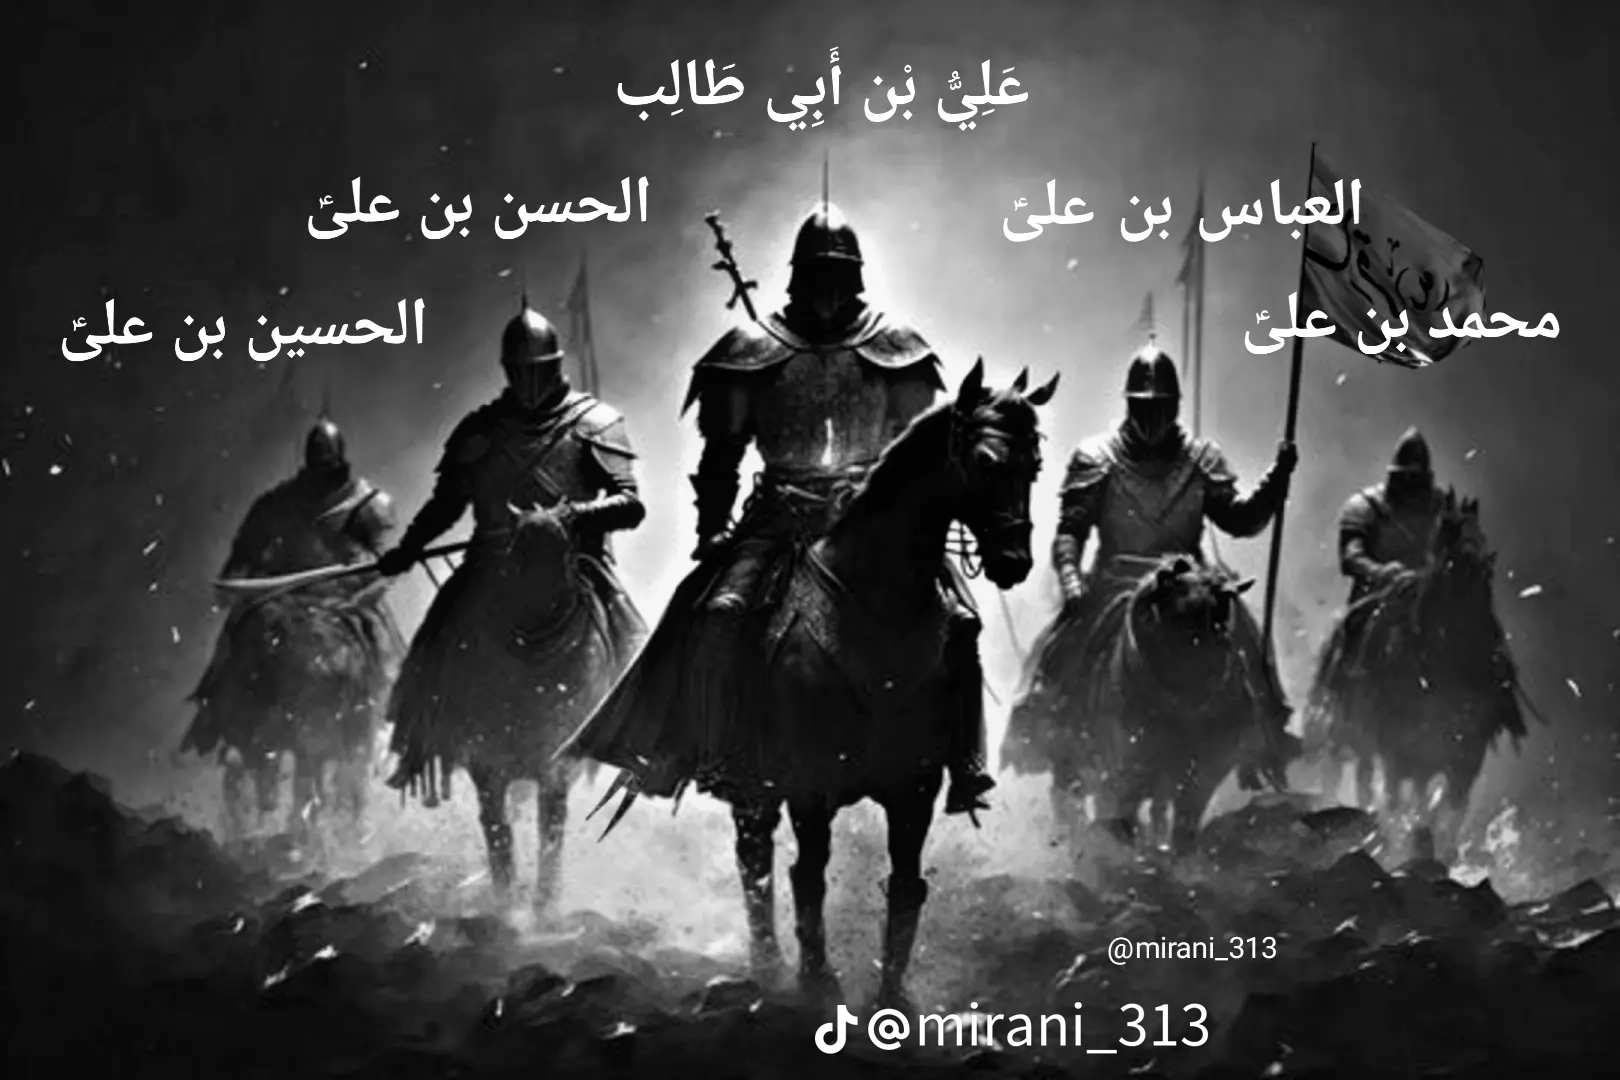 عَلِيُّ بْن أَبِي طَالِب
العباس بن علیؑ
الحسن بن علیؑ
محمد بن علیؑ
الحسين بن علیؑ
@mirani_313
@mirani_313